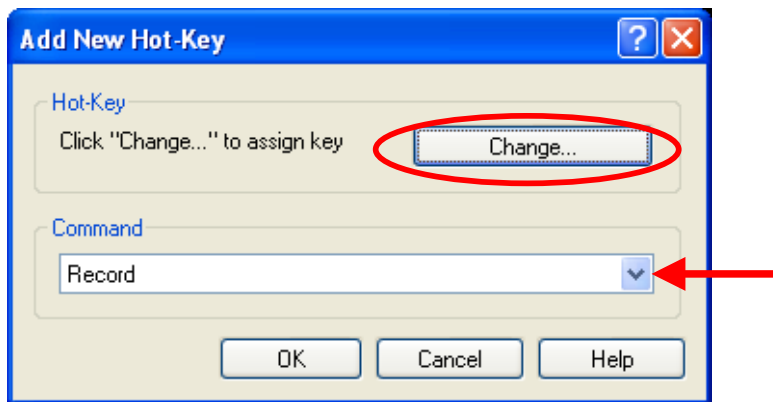 Add New Hot-Key
?
Hot-Key
Click "Change..." to assign key
Change...
Command
Record
OK
Cancel
Help